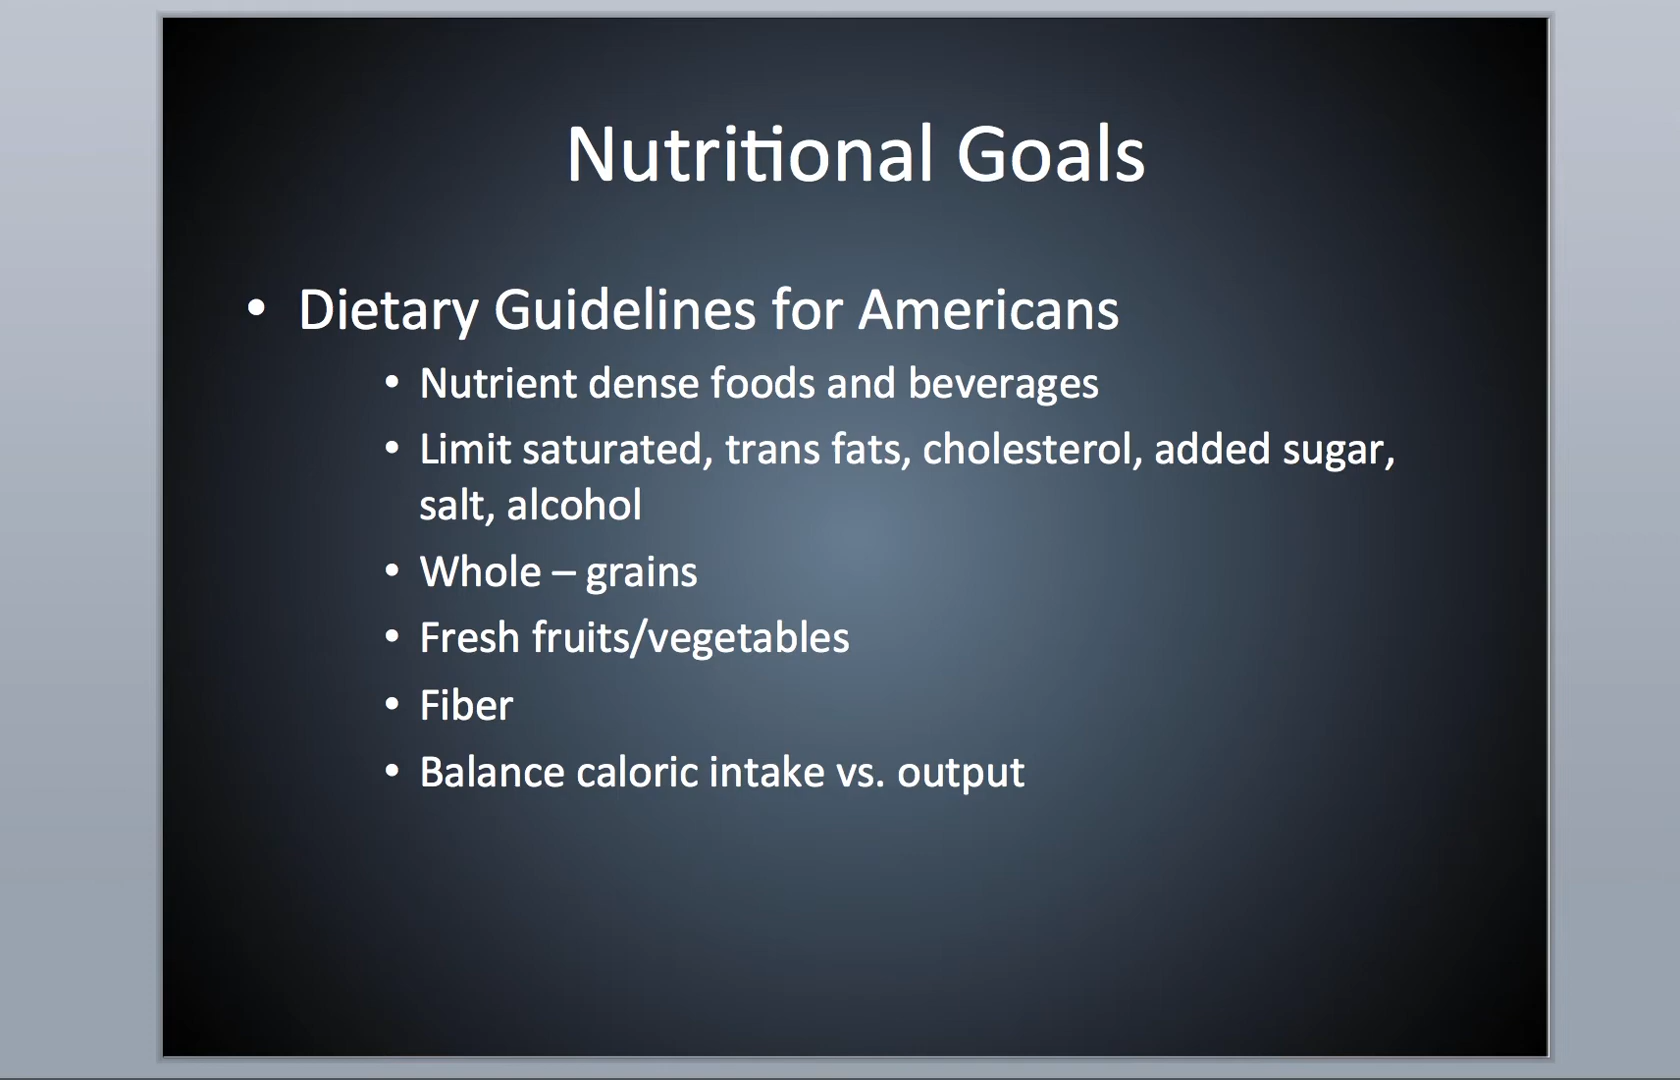 Nutritional Goals
• Dietary Guidelines for Americans
• Nutrient dense foods and beverages
• Limit saturated, trans fats, cholesterol, added sugar,
salt, alcohol
• Whole – grains
• Fresh fruits/vegetables
• Fiber
• Balance caloric intake vs. output